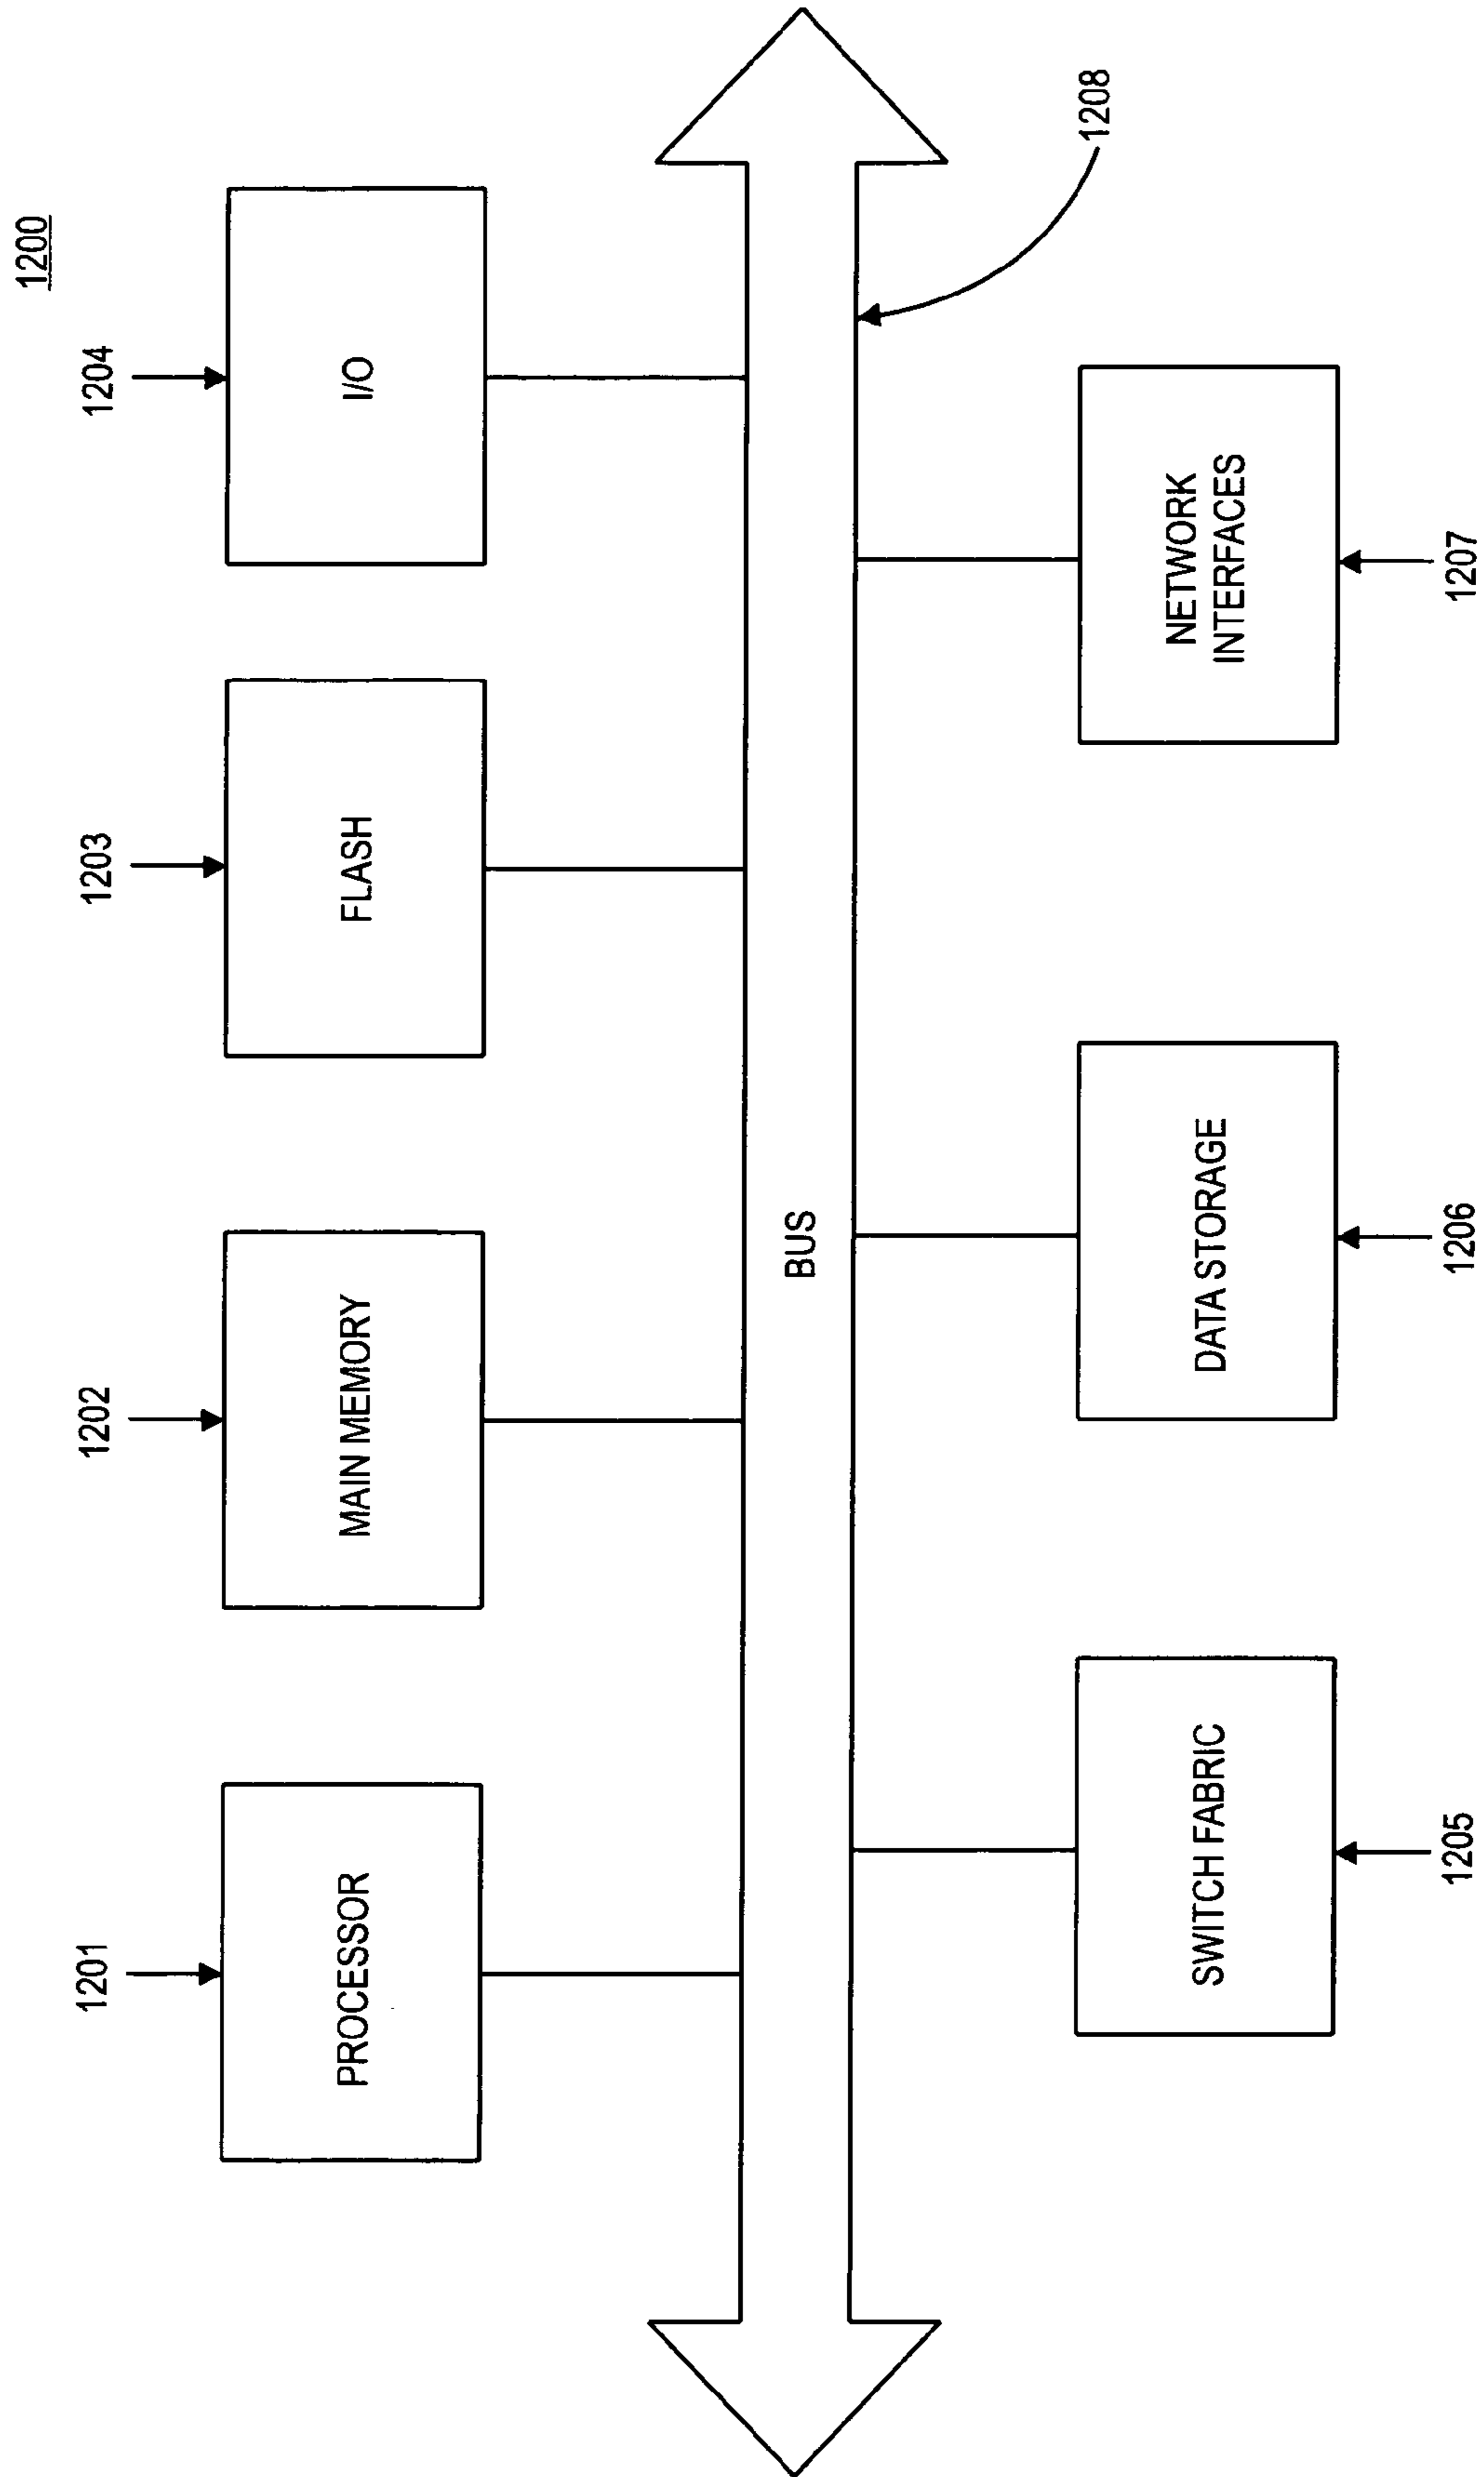 1200
1201
1202
1203
1204
PROCESSOR
MAIN MEMORY
FLASH
I/O
BUS
1208
SWITCH FABRIC
DATA STORAGE
NETWORK
INTERFACES
1205
1206
1207